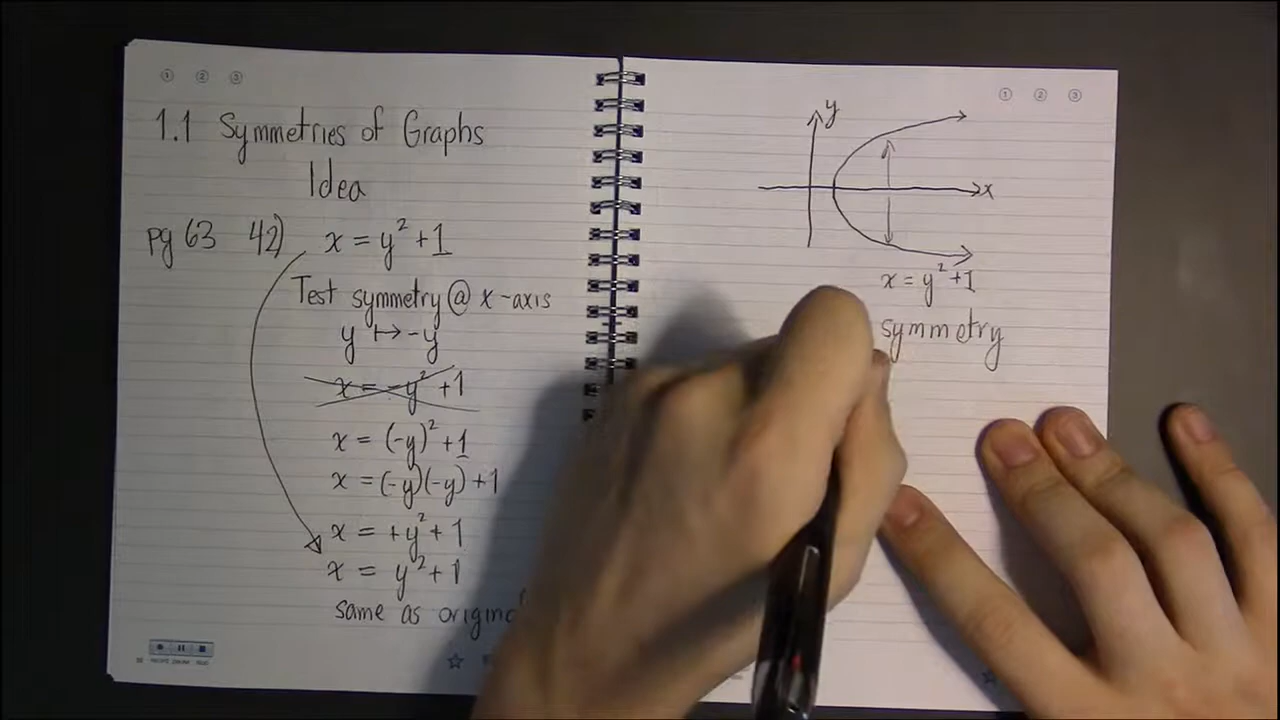 ① ② ③
1.1 Symmetries of Graphs
Idea
pg 63 42) x = y² + 1
Test symmetry @ x-axis
y ↦ -y
x = -y² + 1
x = (-y)² + 1
x = (-y)(-y) + 1
x = +y² + 1
x = y² + 1
same as
① ② ③
y
x
x = y² + 1
symmetry